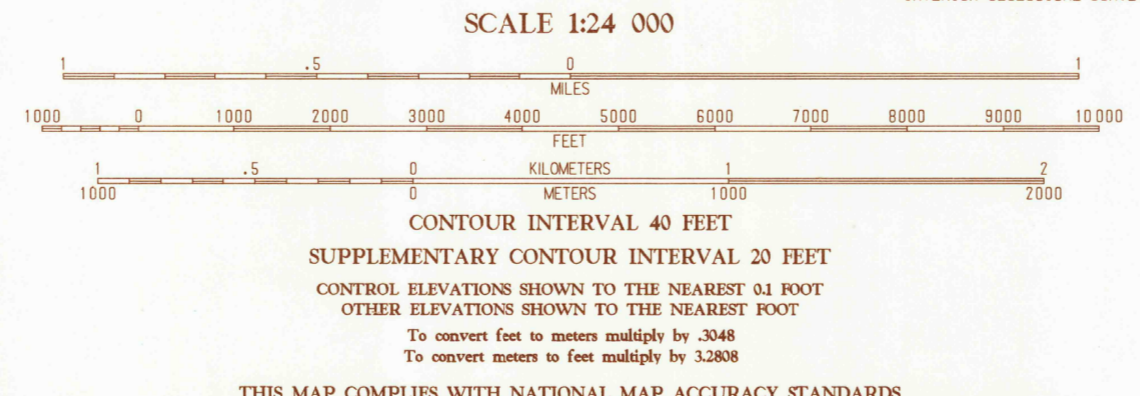 SCALE 1:24 000
1 .5 0 1
MILES
1000 0 1000 2000 3000 4000 5000 6000 7000 8000 9000 10 000
FEET
1 .5 0 KILOMETERS 1 2
1000 0 METERS 1000 2000
CONTOUR INTERVAL 40 FEET
SUPPLEMENTARY CONTOUR INTERVAL 20 FEET
CONTROL ELEVATIONS SHOWN TO THE NEAREST 0.1 FOOT
OTHER ELEVATIONS SHOWN TO THE NEAREST FOOT
To convert feet to meters multiply by .3048
To convert meters to feet multiply by 3.2808
THIS MAP COMPLIES WITH NATIONAL MAP ACCURACY STANDARDS